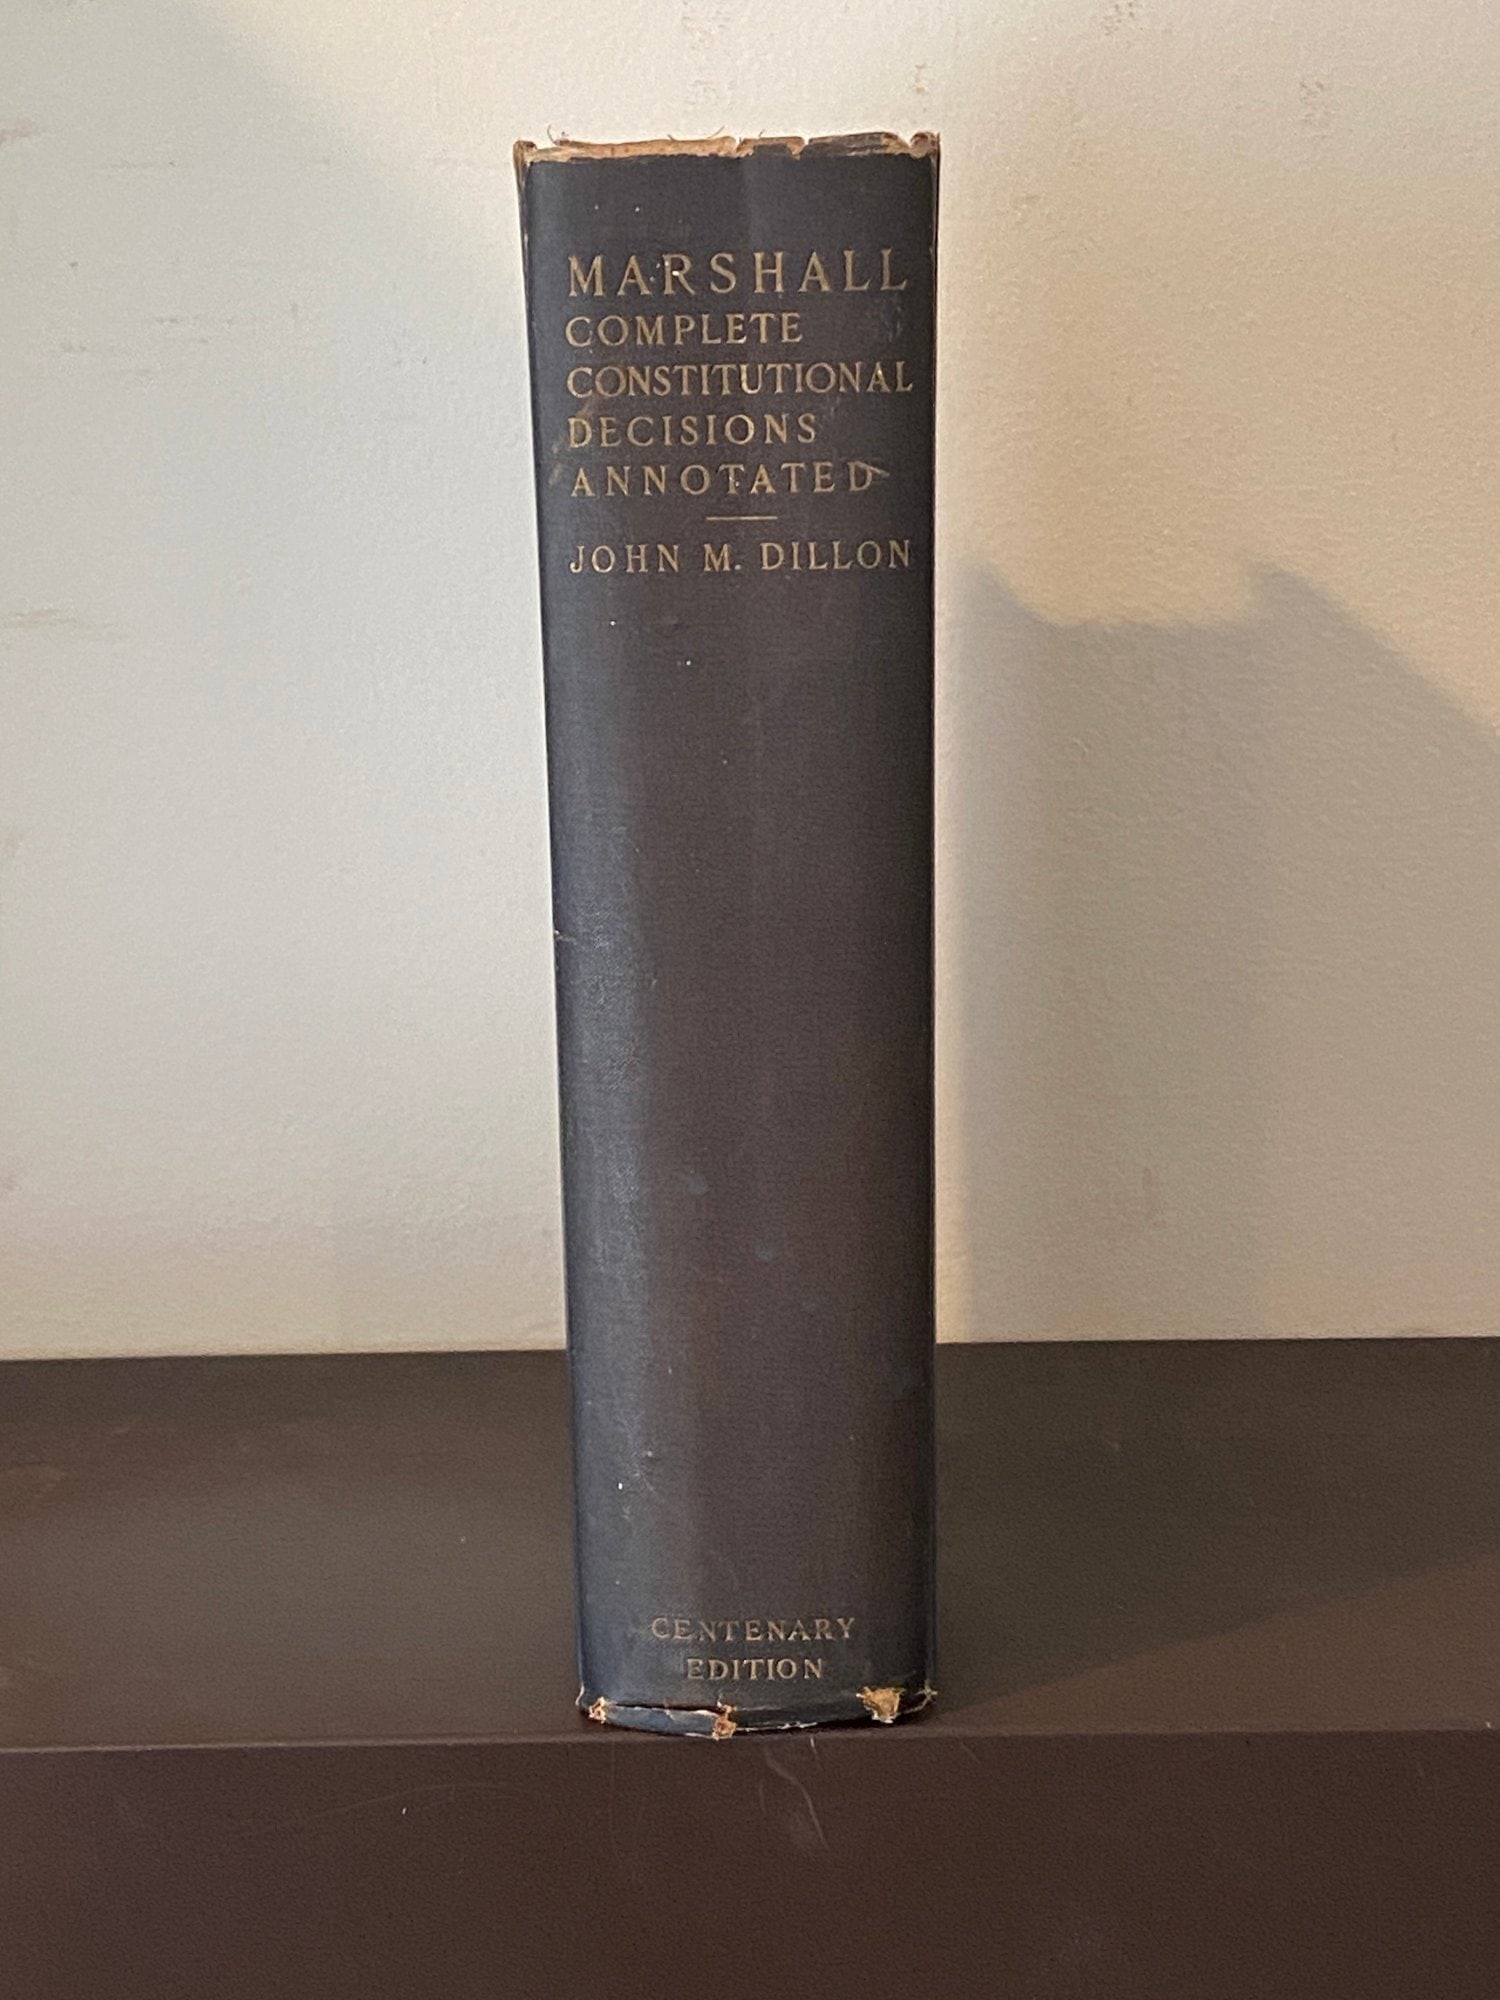 MARSHALL
COMPLETE
CONSTITUTIONAL
DECISIONS
ANNOTATED
JOHN M. DILLON
CENTENARY
EDITION